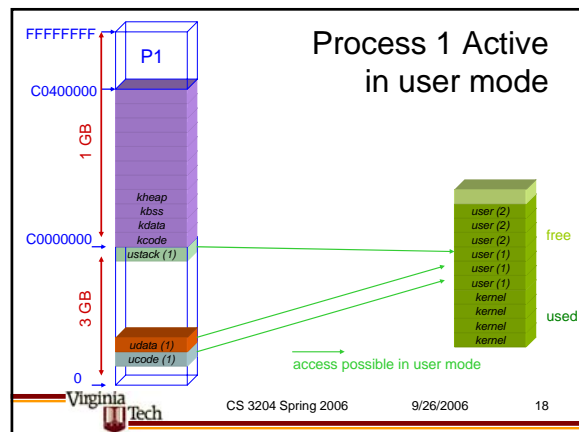 Process 1 Active
in user mode
FFFFFFFF
P1
C0400000
1 GB
kheap
kbss
kdata
kcode
C0000000
ustack (1)
3 GB
udata (1)
ucode (1)
0
user (2)
user (2)
user (2)
user (1)
user (1)
user (1)
kernel
kernel
kernel
kernel
free
used
access possible in user mode
Virginia Tech
CS 3204 Spring 2006
9/26/2006
18